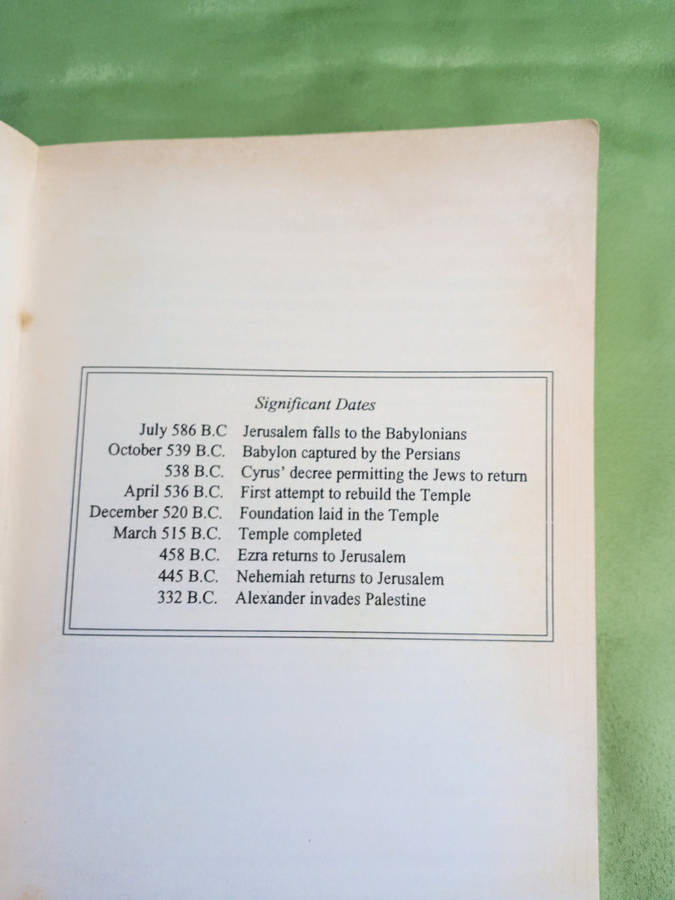 Significant Dates
July 586 B.C Jerusalem falls to the Babylonians
October 539 B.C. Babylon captured by the Persians
538 B.C. Cyrus' decree permitting the Jews to return
April 536 B.C. First attempt to rebuild the Temple
December 520 B.C. Foundation laid in the Temple
March 515 B.C. Temple completed
458 B.C. Ezra returns to Jerusalem
445 B.C. Nehemiah returns to Jerusalem
332 B.C. Alexander invades Palestine